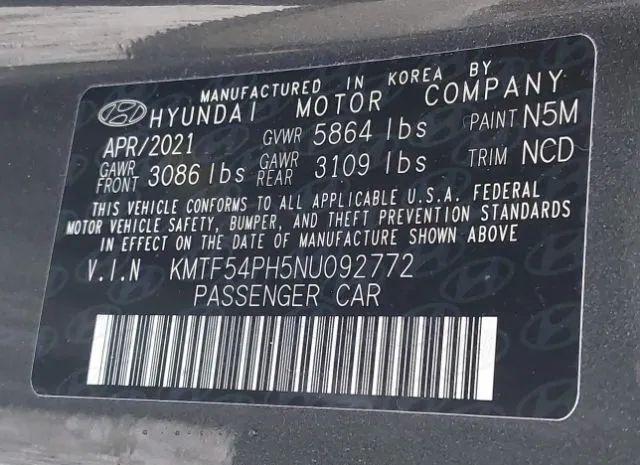 MANUFACTURED IN KOREA BY
HYUNDAI MOTOR COMPANY
APR/2021 GVWR 5864 lbs PAINT N5M
GAWR FRONT 3086 lbs GAWR REAR 3109 lbs TRIM NCD
THIS VEHICLE CONFORMS TO ALL APPLICABLE U.S.A. FEDERAL
MOTOR VEHICLE SAFETY, BUMPER, AND THEFT PREVENTION STANDARDS
IN EFFECT ON THE DATE OF MANUFACTURE SHOWN ABOVE
V.I.N KMTF54PH5NU092772
PASSENGER CAR